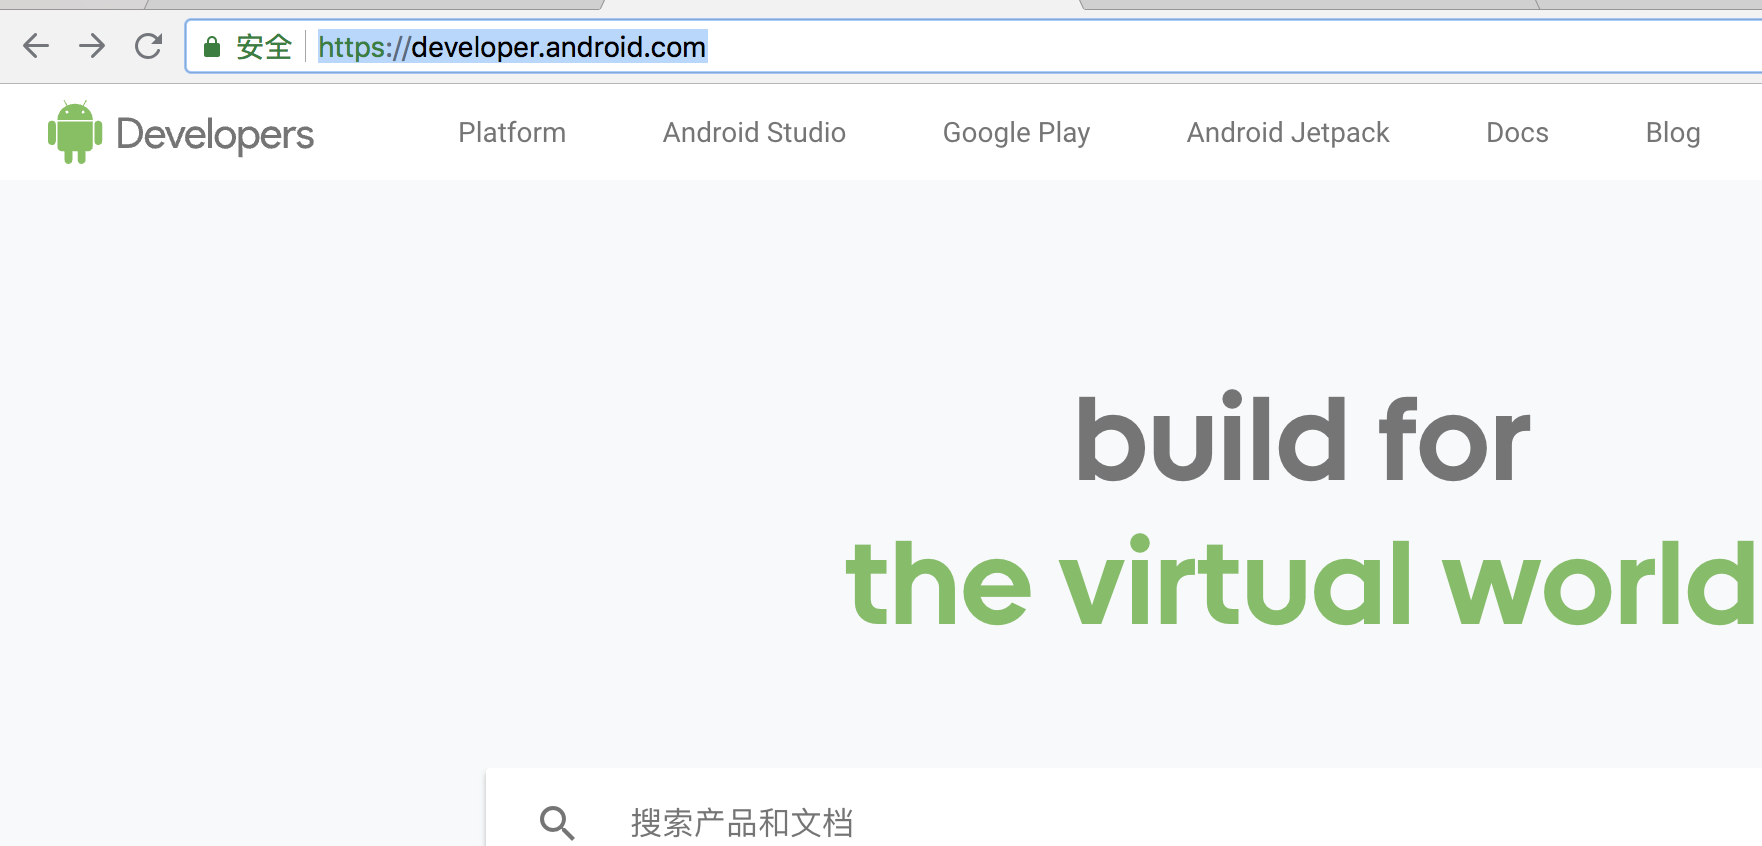 安全 https://developer.android.com
Developers Platform Android Studio Google Play Android Jetpack Docs Blog
build for
the virtual world
搜索产品和文档